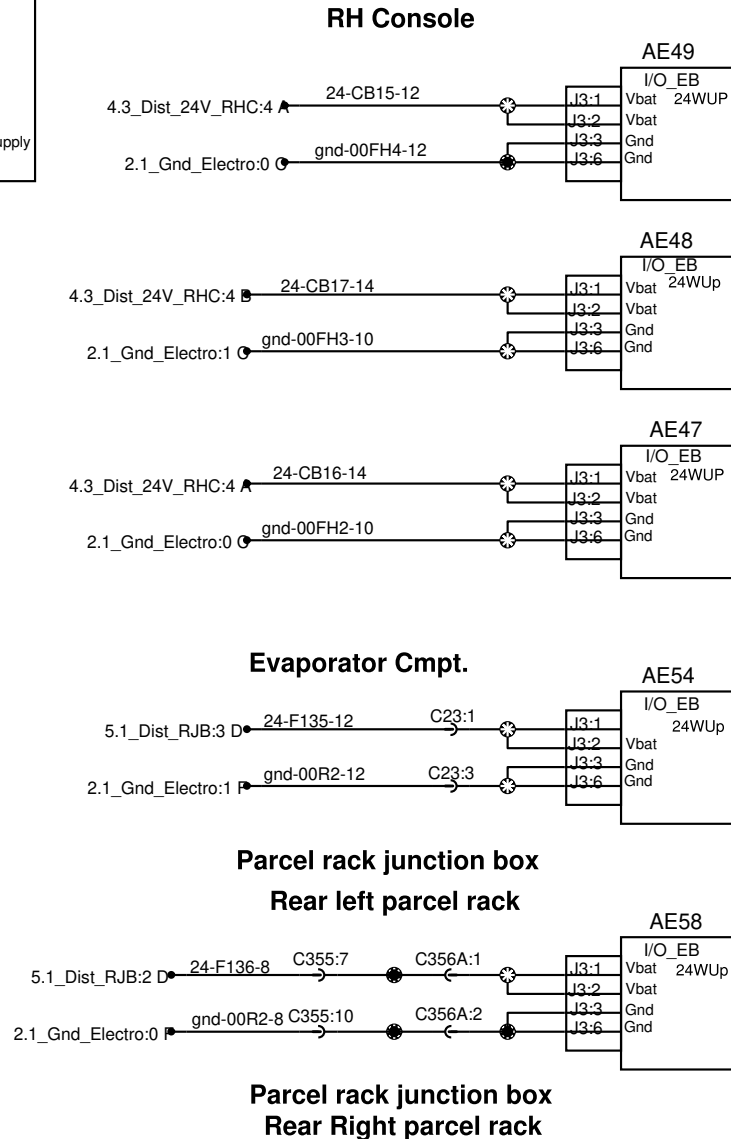 RH Console
AE49
I/O_EB
24-CB15-12
4.3_Dist_24V_RHC:4 A
J3:1 Vbat 24WUP
J3:2 Vbat
gnd-00FH4-12
J3:3 Gnd
2.1_Gnd_Electro:0 C
J3:6 Gnd
AE48
I/O_EB
24-CB17-14
4.3_Dist_24V_RHC:4 B
J3:1 Vbat 24WUp
J3:2 Vbat
gnd-00FH3-10
J3:3 Gnd
2.1_Gnd_Electro:1 C
J3:6 Gnd
AE47
I/O_EB
24-CB16-14
4.3_Dist_24V_RHC:4 A
J3:1 Vbat 24WUP
J3:2 Vbat
gnd-00FH2-10
J3:3 Gnd
2.1_Gnd_Electro:0 C
J3:6 Gnd
Evaporator Cmpt.
AE54
I/O_EB
24-F135-12 C23:1
5.1_Dist_RJB:3 D
J3:1 24WUp
J3:2 Vbat
gnd-00R2-12 C23:3
J3:3 Gnd
2.1_Gnd_Electro:1 F
J3:6 Gnd
Parcel rack junction box
Rear left parcel rack
AE58
I/O_EB
24-F136-8 C355:7 C356A:1
5.1_Dist_RJB:2 D
J3:1 Vbat 24WUp
J3:2 Vbat
gnd-00R2-8 C355:10 C356A:2
J3:3 Gnd
2.1_Gnd_Electro:0 F
J3:6 Gnd
Parcel rack junction box
Rear Right parcel rack